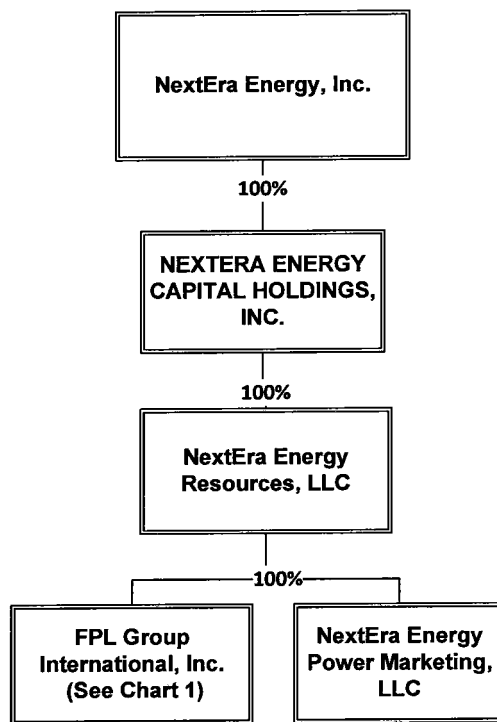 NextEra Energy, Inc.
100%
NEXTERA ENERGY
CAPITAL HOLDINGS,
INC.
100%
NextEra Energy
Resources, LLC
100%
FPL Group
International, Inc.
(See Chart 1)
NextEra Energy
Power Marketing,
LLC